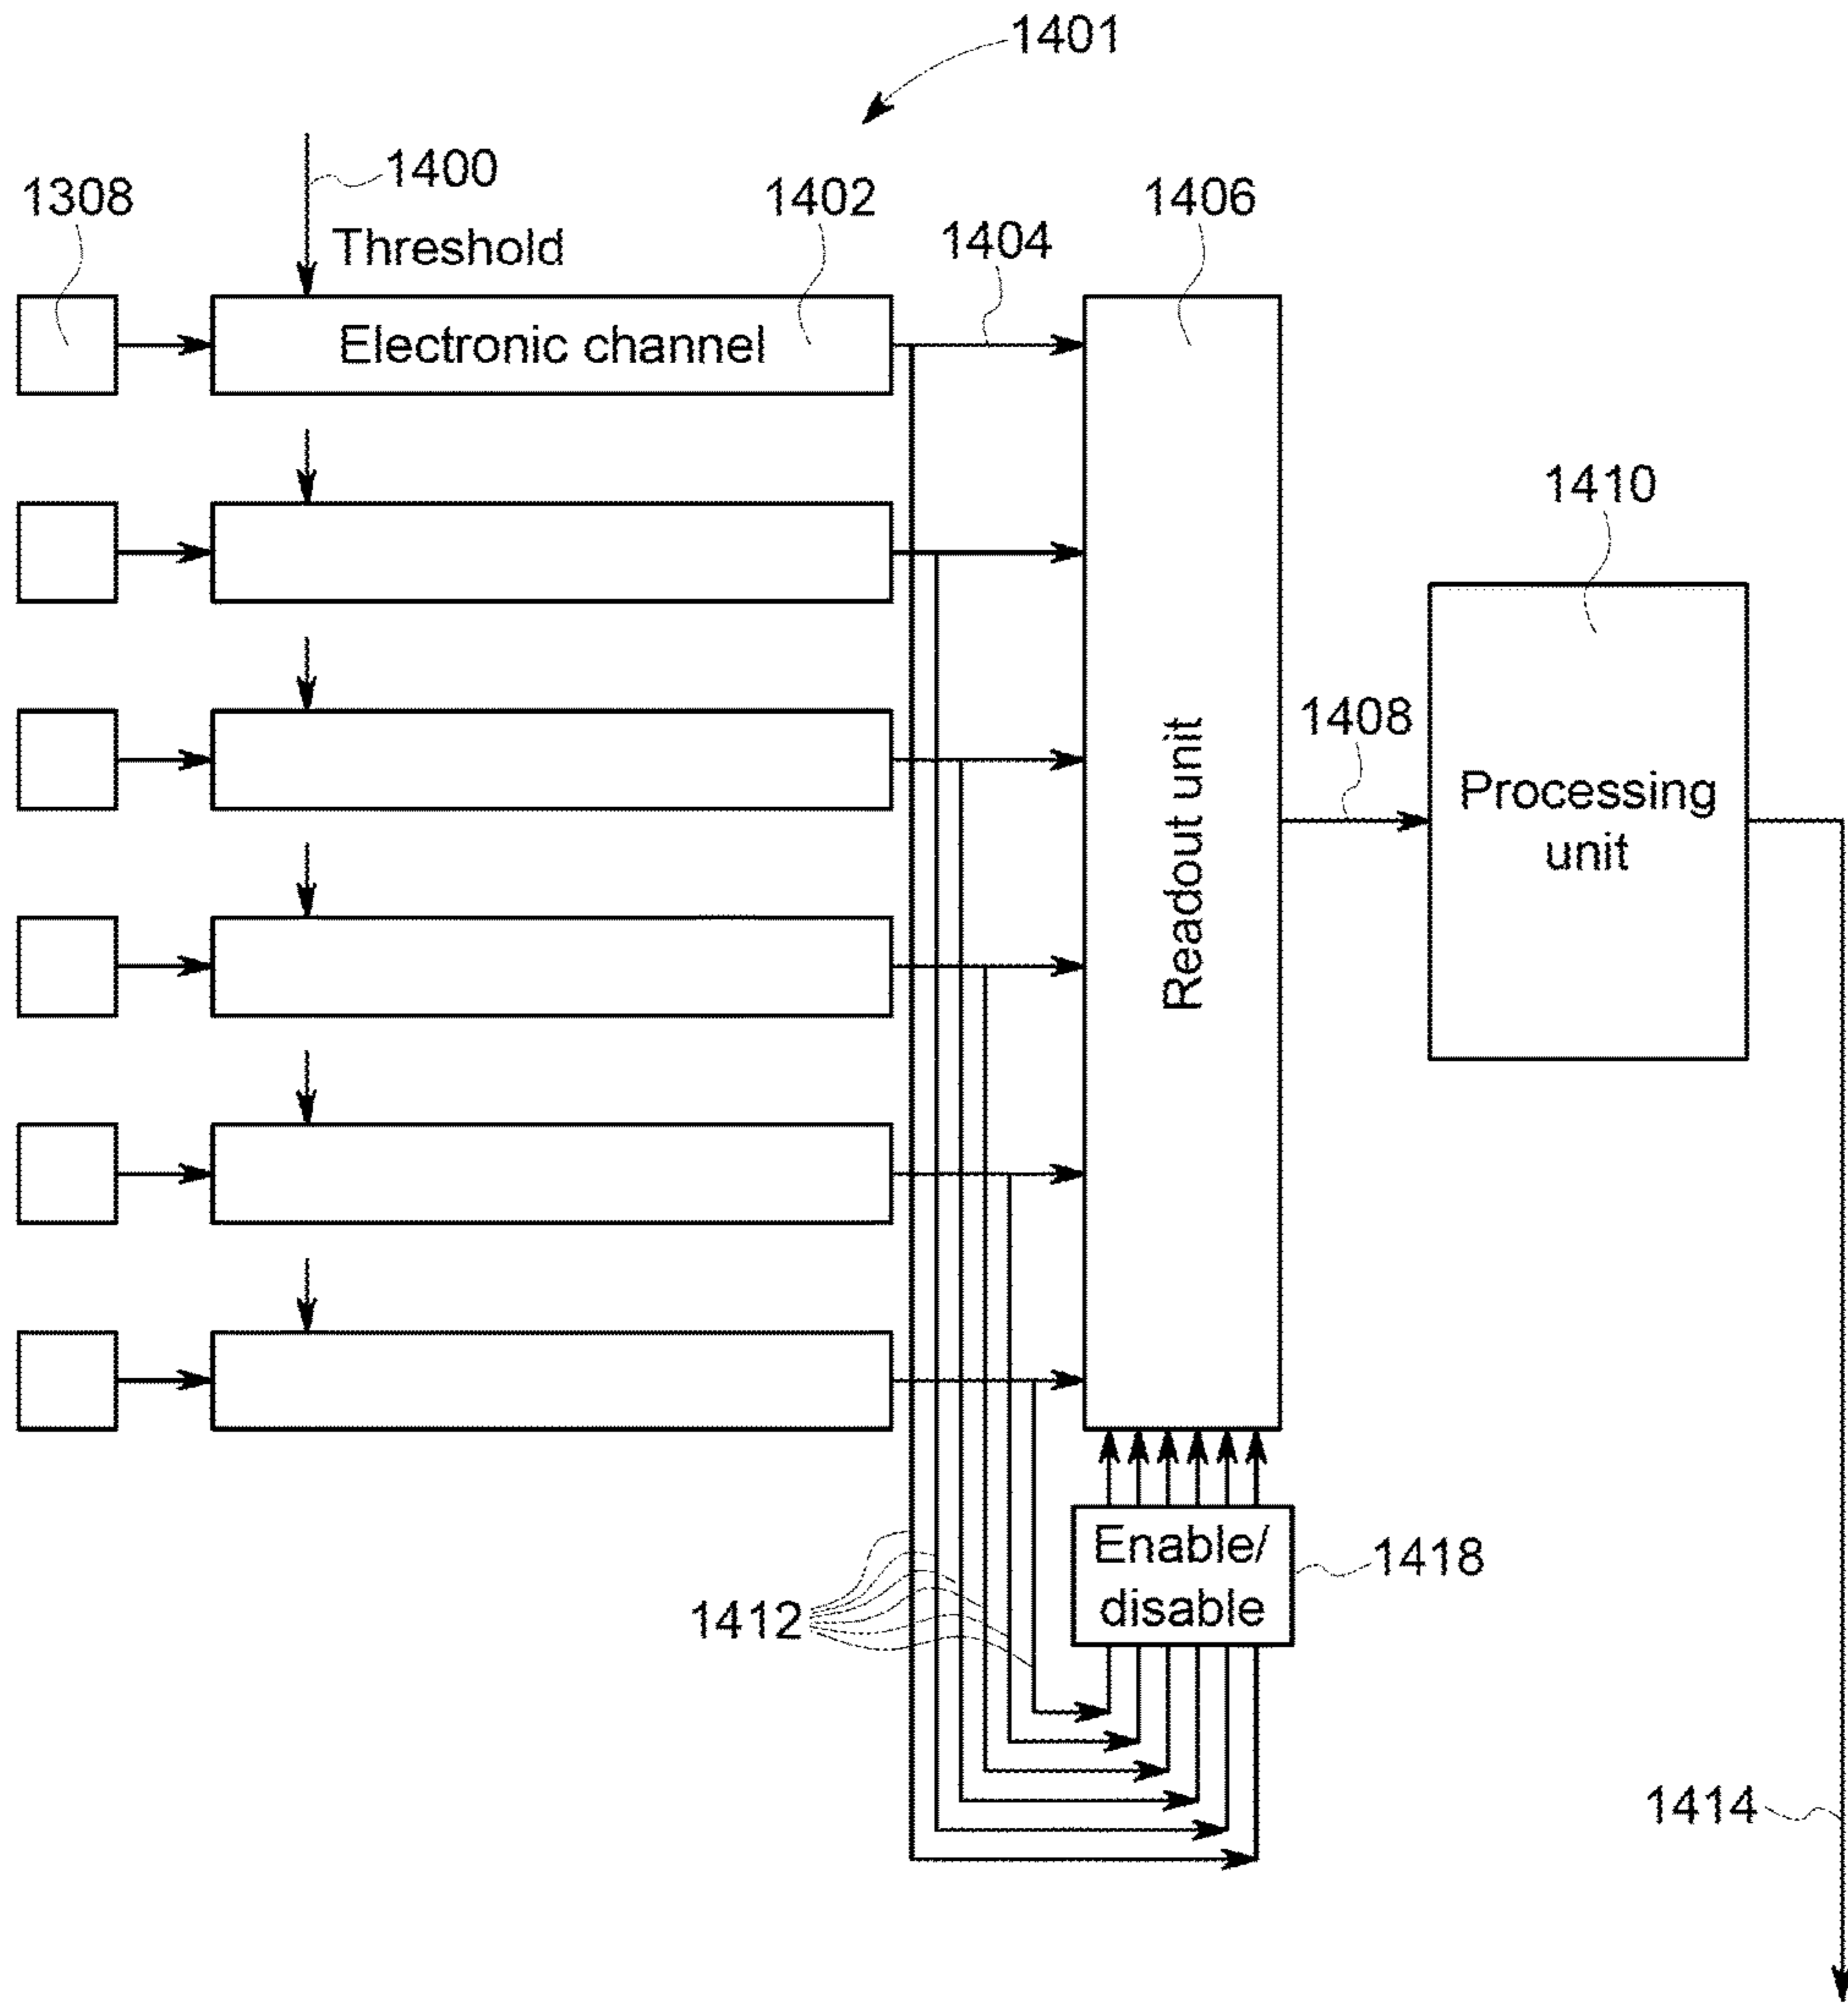 1401
1400
1308
1402
1406
Threshold
1404
Electronic channel
1410
1408
Readout unit
Processing
unit
Enable/
disable
1418
1412
1414